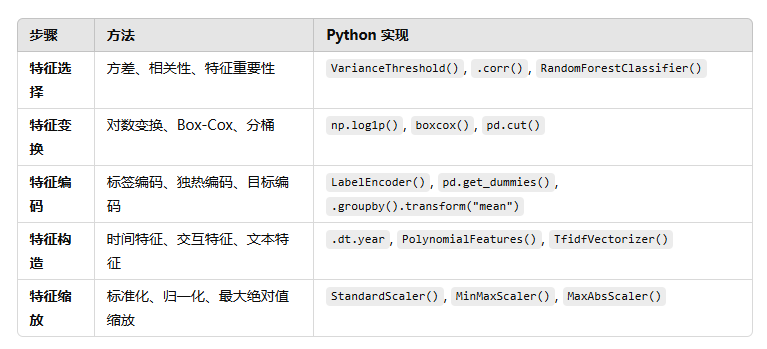 步骤 方法 Python 实现
特征选 方差、相关性、特征重要性 VarianceThreshold(), .corr(), RandomForestClassifier()
择
特征变 对数变换、Box-Cox、分桶 np.log1p(), boxcox(), pd.cut()
换
特征编 标签编码、独热编码、目标编 LabelEncoder(), pd.get_dummies(),
码 码 .groupby().transform("mean")
特征构 时间特征、交互特征、文本特 .dt.year, PolynomialFeatures(), TfidfVectorizer()
造 征
特征缩 标准化、归一化、最大绝对值 StandardScaler(), MinMaxScaler(), MaxAbsScaler()
放 缩放